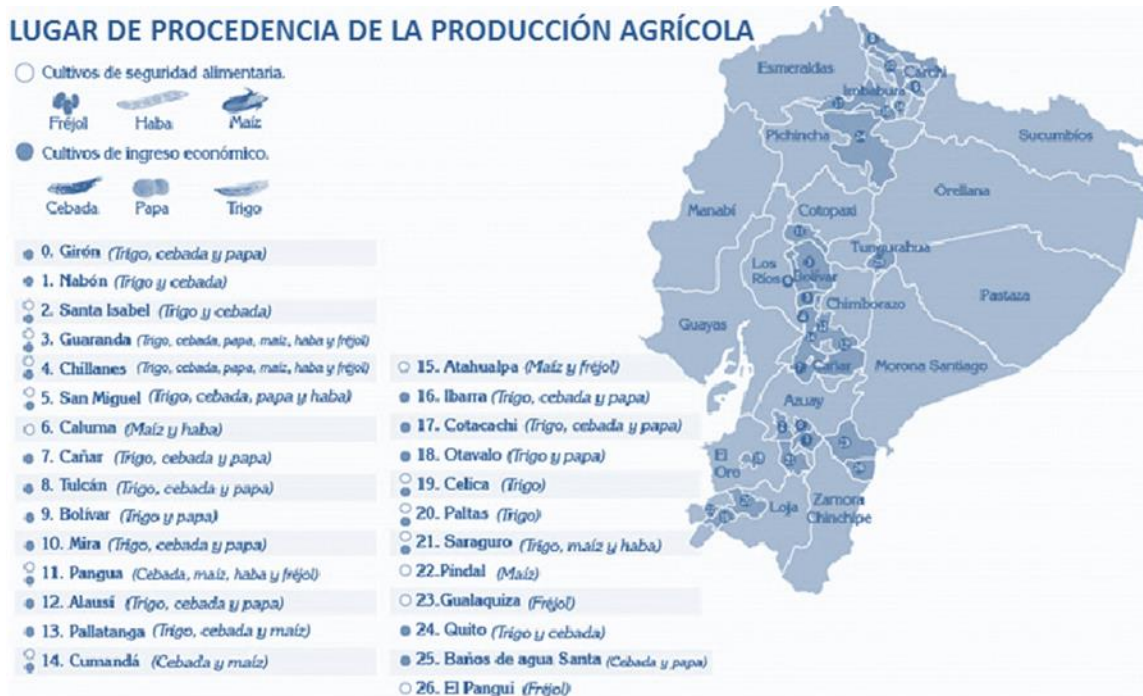 LUGAR DE PROCEDENCIA DE LA PRODUCCIÓN AGRÍCOLA
Cultivos de seguridad alimentaria.
Fréjol Haba Maíz
Cultivos de ingreso económico.
Cebada Papa Trigo
0. Girón (Trigo, cebada y papa)
1. Nabón (Trigo y cebada)
2. Santa Isabel (Trigo y cebada)
3. Guaranda (Trigo, cebada, papa, maíz, haba y fréjol)
4. Chillanes (Trigo, cebada, papa, maíz, haba y fréjol)
5. San Miguel (Trigo, cebada, papa y haba)
6. Caluma (Maíz y haba)
7. Cañar (Trigo, cebada y papa)
8. Tulcán (Trigo, cebada y papa)
9. Bolívar (Trigo y papa)
10. Mira (Trigo, cebada y papa)
11. Pangua (Cebada, maíz, haba y fréjol)
12. Alausí (Trigo, cebada y papa)
13. Pallatanga (Trigo, cebada y maíz)
14. Cumandá (Cebada y maíz)
15. Atahualpa (Maíz y fréjol)
16. Ibarra (Trigo, cebada y papa)
17. Cotacachi (Trigo, cebada y papa)
18. Otavalo (Trigo y papa)
19. Celica (Trigo)
20. Paltas (Trigo)
21. Saraguro (Trigo, maíz y haba)
22. Pindal (Maíz)
23. Gualaquiza (Fréjol)
24. Quito (Trigo y cebada)
25. Baños de agua Santa (Cebada y papa)
26. El Pangui (Fréjol)
Esmeraldas
Carchi
Imbabura
Pichincha
Sucumbíos
Orellana
Manabí
Cotopaxi
Tungurahua
Los Ríos
Bolívar
Pastaza
Chimborazo
Guayas
Cañar
Morona Santiago
Azuay
El Oro
Loja
Zamora Chinchipe